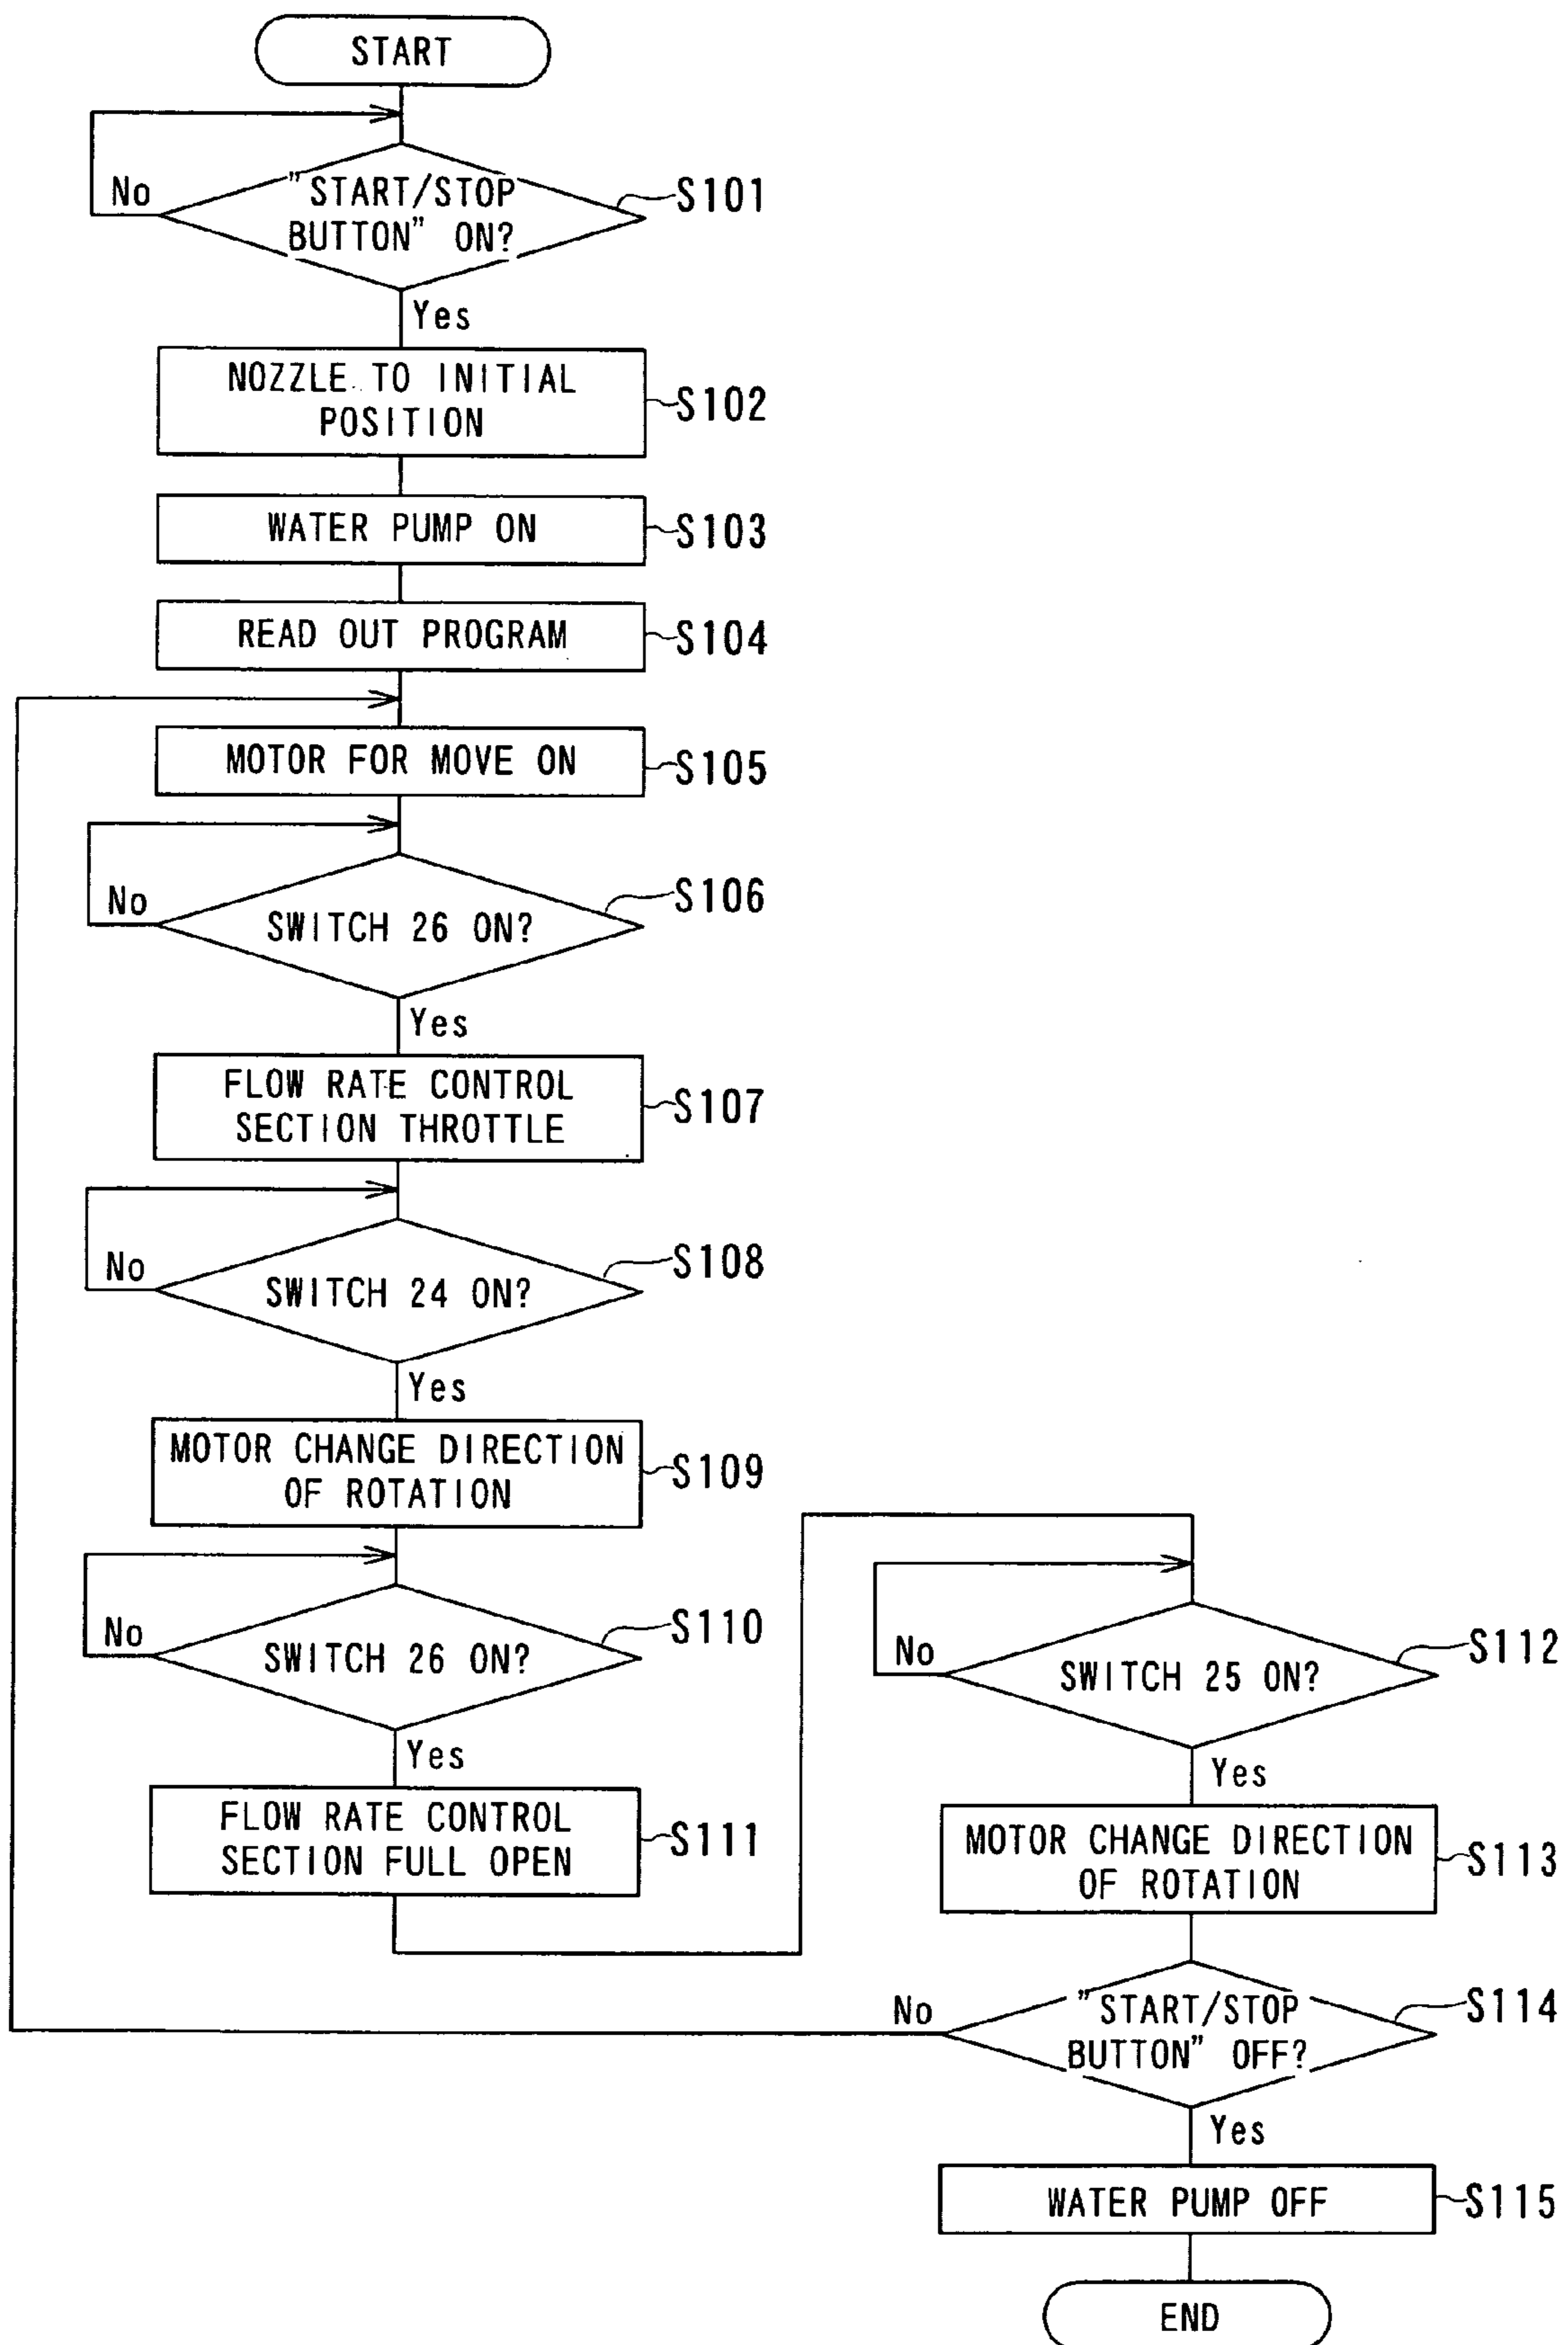 START
"START/STOP
BUTTON" ON?
S101
No
Yes
NOZZLE TO INITIAL
POSITION
S102
WATER PUMP ON
S103
READ OUT PROGRAM
S104
MOTOR FOR MOVE ON
S105
SWITCH 26 ON?
S106
No
Yes
FLOW RATE CONTROL
SECTION THROTTLE
S107
SWITCH 24 ON?
S108
No
Yes
MOTOR CHANGE DIRECTION
OF ROTATION
S109
SWITCH 26 ON?
S110
No
Yes
FLOW RATE CONTROL
SECTION FULL OPEN
S111
SWITCH 25 ON?
S112
No
Yes
MOTOR CHANGE DIRECTION
OF ROTATION
S113
"START/STOP
BUTTON" OFF?
S114
No
Yes
WATER PUMP OFF
S115
END